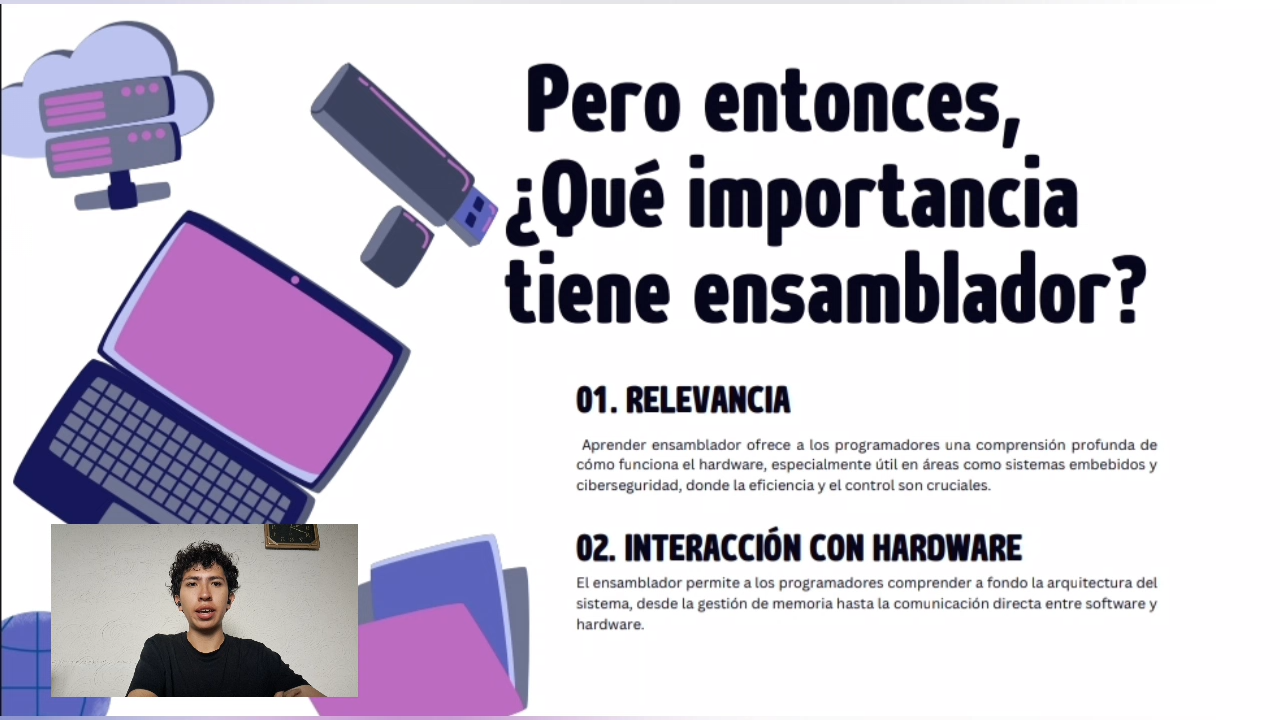 Pero entonces,
¿Qué importancia
tiene ensamblador?
01. RELEVANCIA
Aprender ensamblador ofrece a los programadores una comprensión profunda de
cómo funciona el hardware, especialmente útil en áreas como sistemas embebidos y
ciberseguridad, donde la eficiencia y el control son cruciales.
02. INTERACCIÓN CON HARDWARE
El ensamblador permite a los programadores comprender a fondo la arquitectura del
sistema, desde la gestión de memoria hasta la comunicación directa entre software y
hardware.